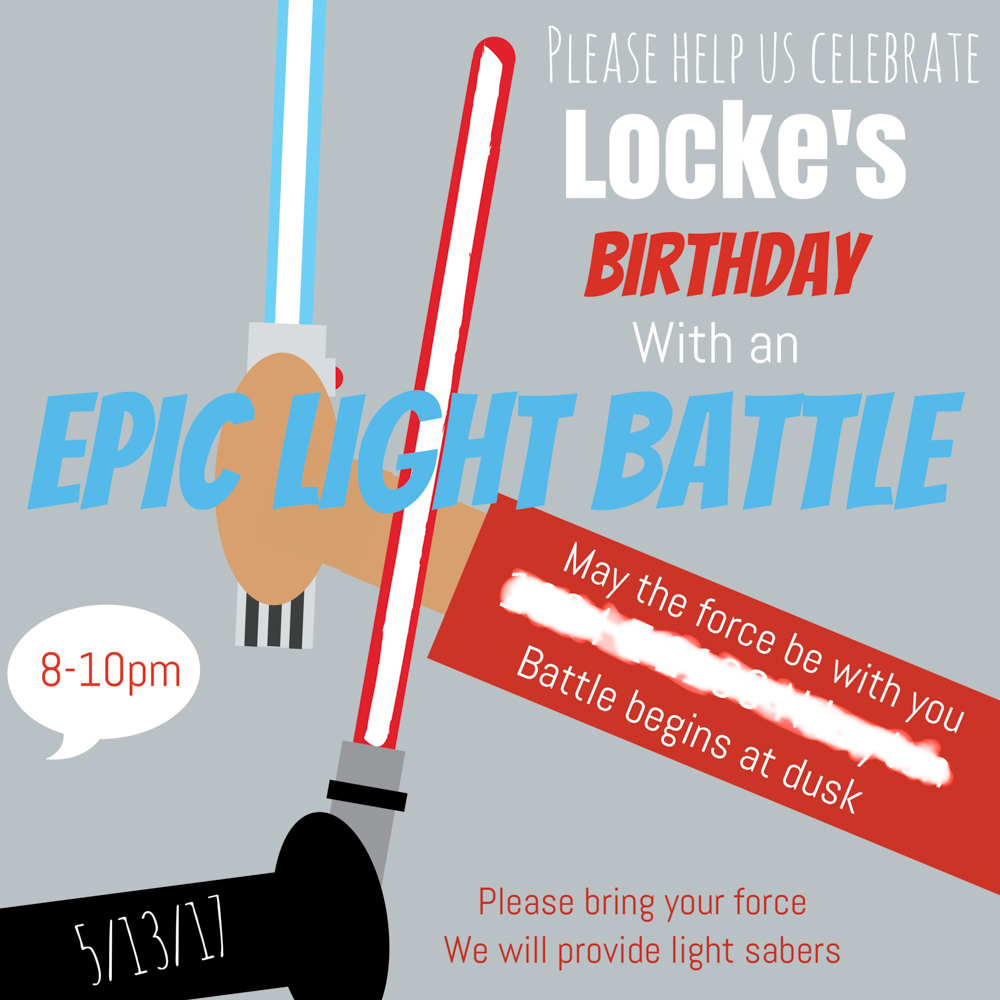 Please help us celebrate
Locke's
BIRTHDAY
With an
EPIC LIGHT BATTLE
May the force be with you
Battle begins at dusk
8-10pm
5/13/17
Please bring your force
We will provide light sabers